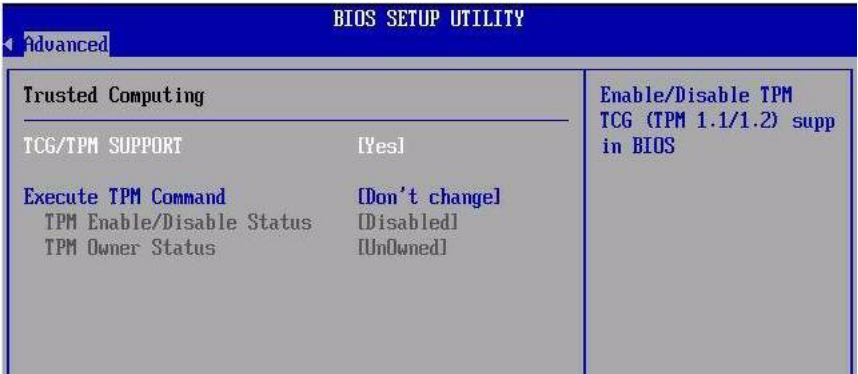 BIOS SETUP UTILITY
Advanced
Trusted Computing
TCG/TPM SUPPORT [Yes]
Execute TPM Command [Don't change]
TPM Enable/Disable Status [Disabled]
TPM Owner Status [UnOwned]
Enable/Disable TPM
TCG (TPM 1.1/1.2) supp
in BIOS